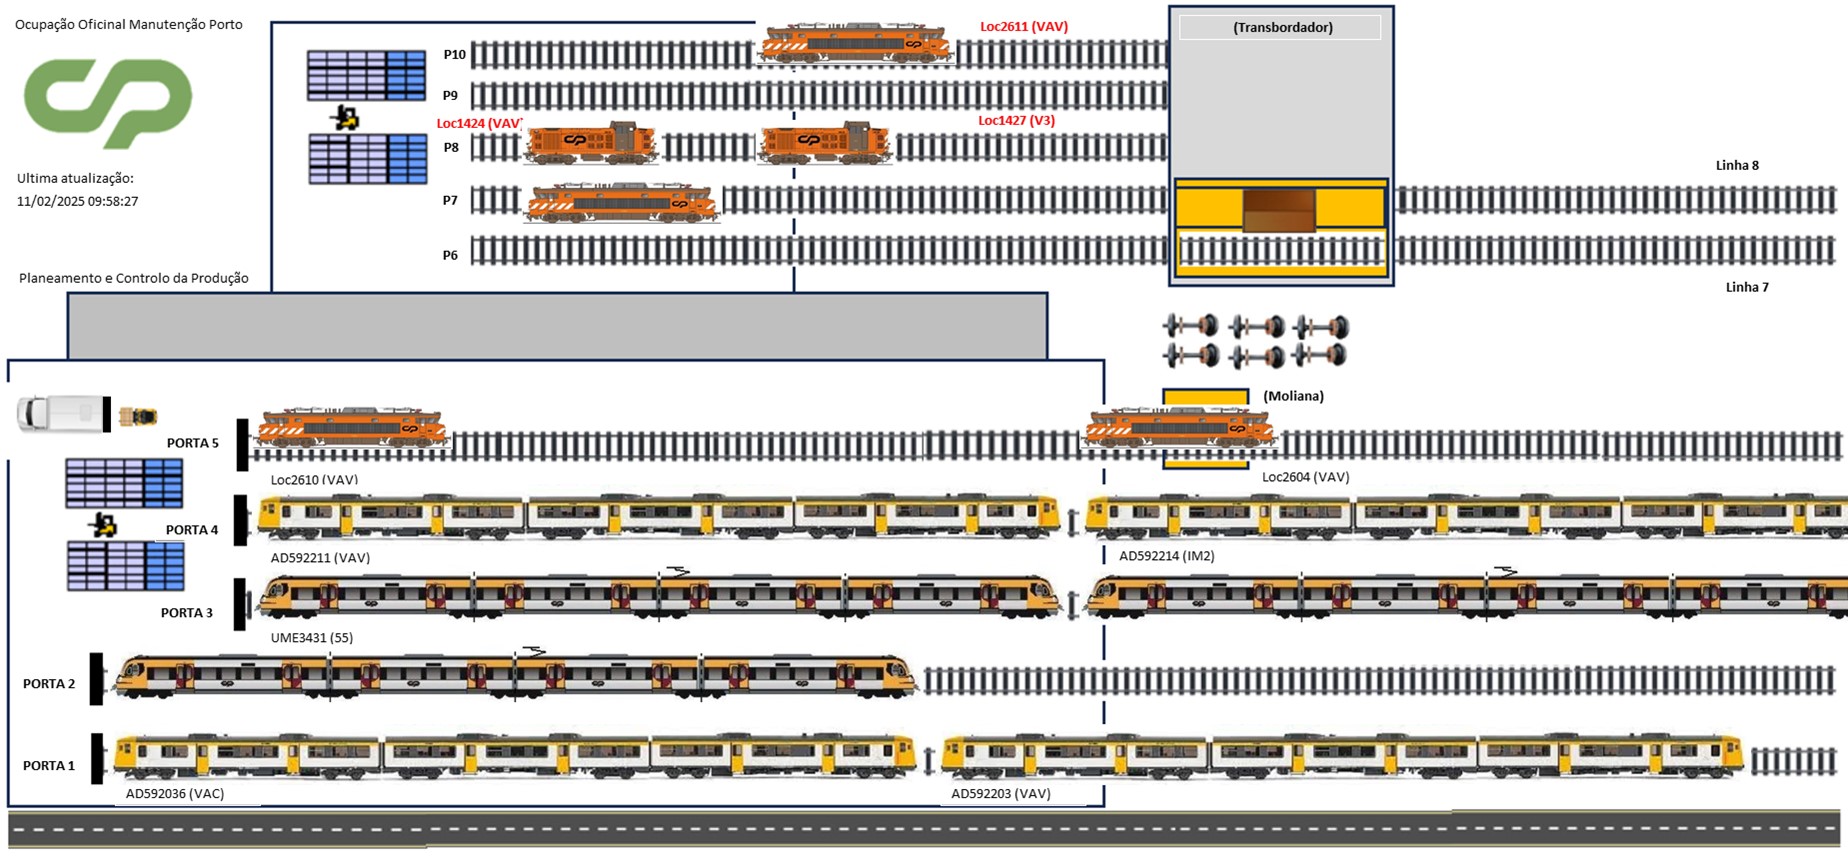 Ocupação Oficinal Manutenção Porto
Loc2611 (VAV)
(Transbordador)
P10
P9
Loc1424 (VAV)
Loc1427 (V3)
P8
Linha 8
Ultima atualização:
11/02/2025 09:58:27
P7
P6
Planeamento e Controlo da Produção
Linha 7
(Moliana)
PORTA 5
Loc2610 (VAV)
Loc2604 (VAV)
PORTA 4
AD592211 (VAV)
AD592214 (IM2)
PORTA 3
UME3431 (55)
PORTA 2
PORTA 1
AD592036 (VAC)
AD592203 (VAV)